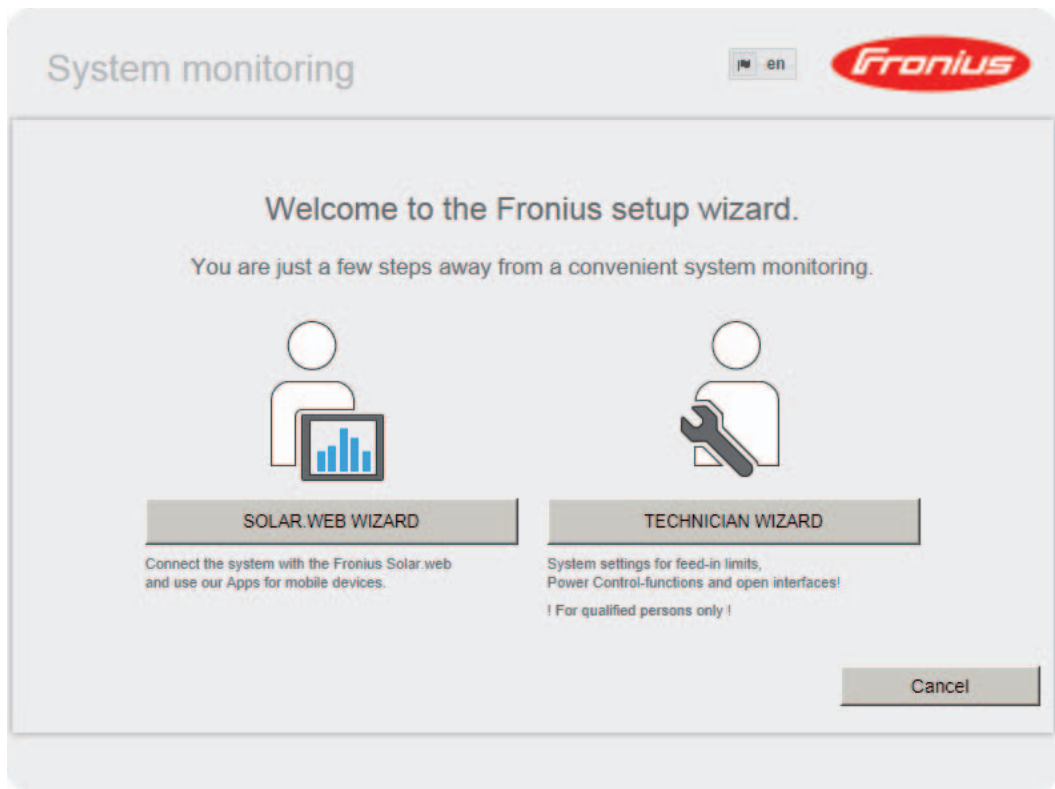 System monitoring
en
Fronius
Welcome to the Fronius setup wizard.
You are just a few steps away from a convenient system monitoring.
SOLAR.WEB WIZARD
Connect the system with the Fronius Solar.web
and use our Apps for mobile devices.
TECHNICIAN WIZARD
System settings for feed-in limits,
Power Control-functions and open interfaces!
! For qualified persons only !
Cancel